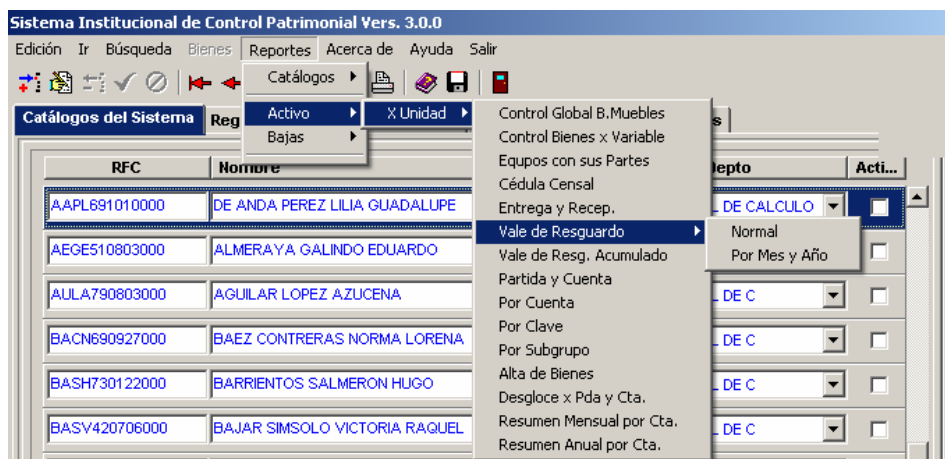 Sistema Institucional de Control Patrimonial Vers. 3.0.0
Edición Ir Búsqueda Bienes Reportes Acerca de Ayuda Salir
Catálogos
Activo
Bajas
X Unidad
Control Global B.Muebles
Control Bienes x Variable
Equpos con sus Partes
Cédula Censal
Entrega y Recep.
Vale de Resguardo
Vale de Resg. Acumulado
Partida y Cuenta
Por Cuenta
Por Clave
Por Subgrupo
Alta de Bienes
Desgloce x Pda y Cta.
Resumen Mensual por Cta.
Resumen Anual por Cta.
Normal
Por Mes y Año
Catálogos del Sistema Reg s
RFC Nombre Depto Acti...
AAPL691010000 DE ANDA PEREZ LILIA GUADALUPE L DE CALCULO
AEGE510803000 ALMERAYA GALINDO EDUARDO
AULA790803000 AGUILAR LOPEZ AZUCENA L DE C
BACN690927000 BAEZ CONTRERAS NORMA LORENA L DE C
BASH730122000 BARRIENTOS SALMERON HUGO L DE C
BASV420706000 BAJAR SIMSOLO VICTORIA RAQUEL L DE C